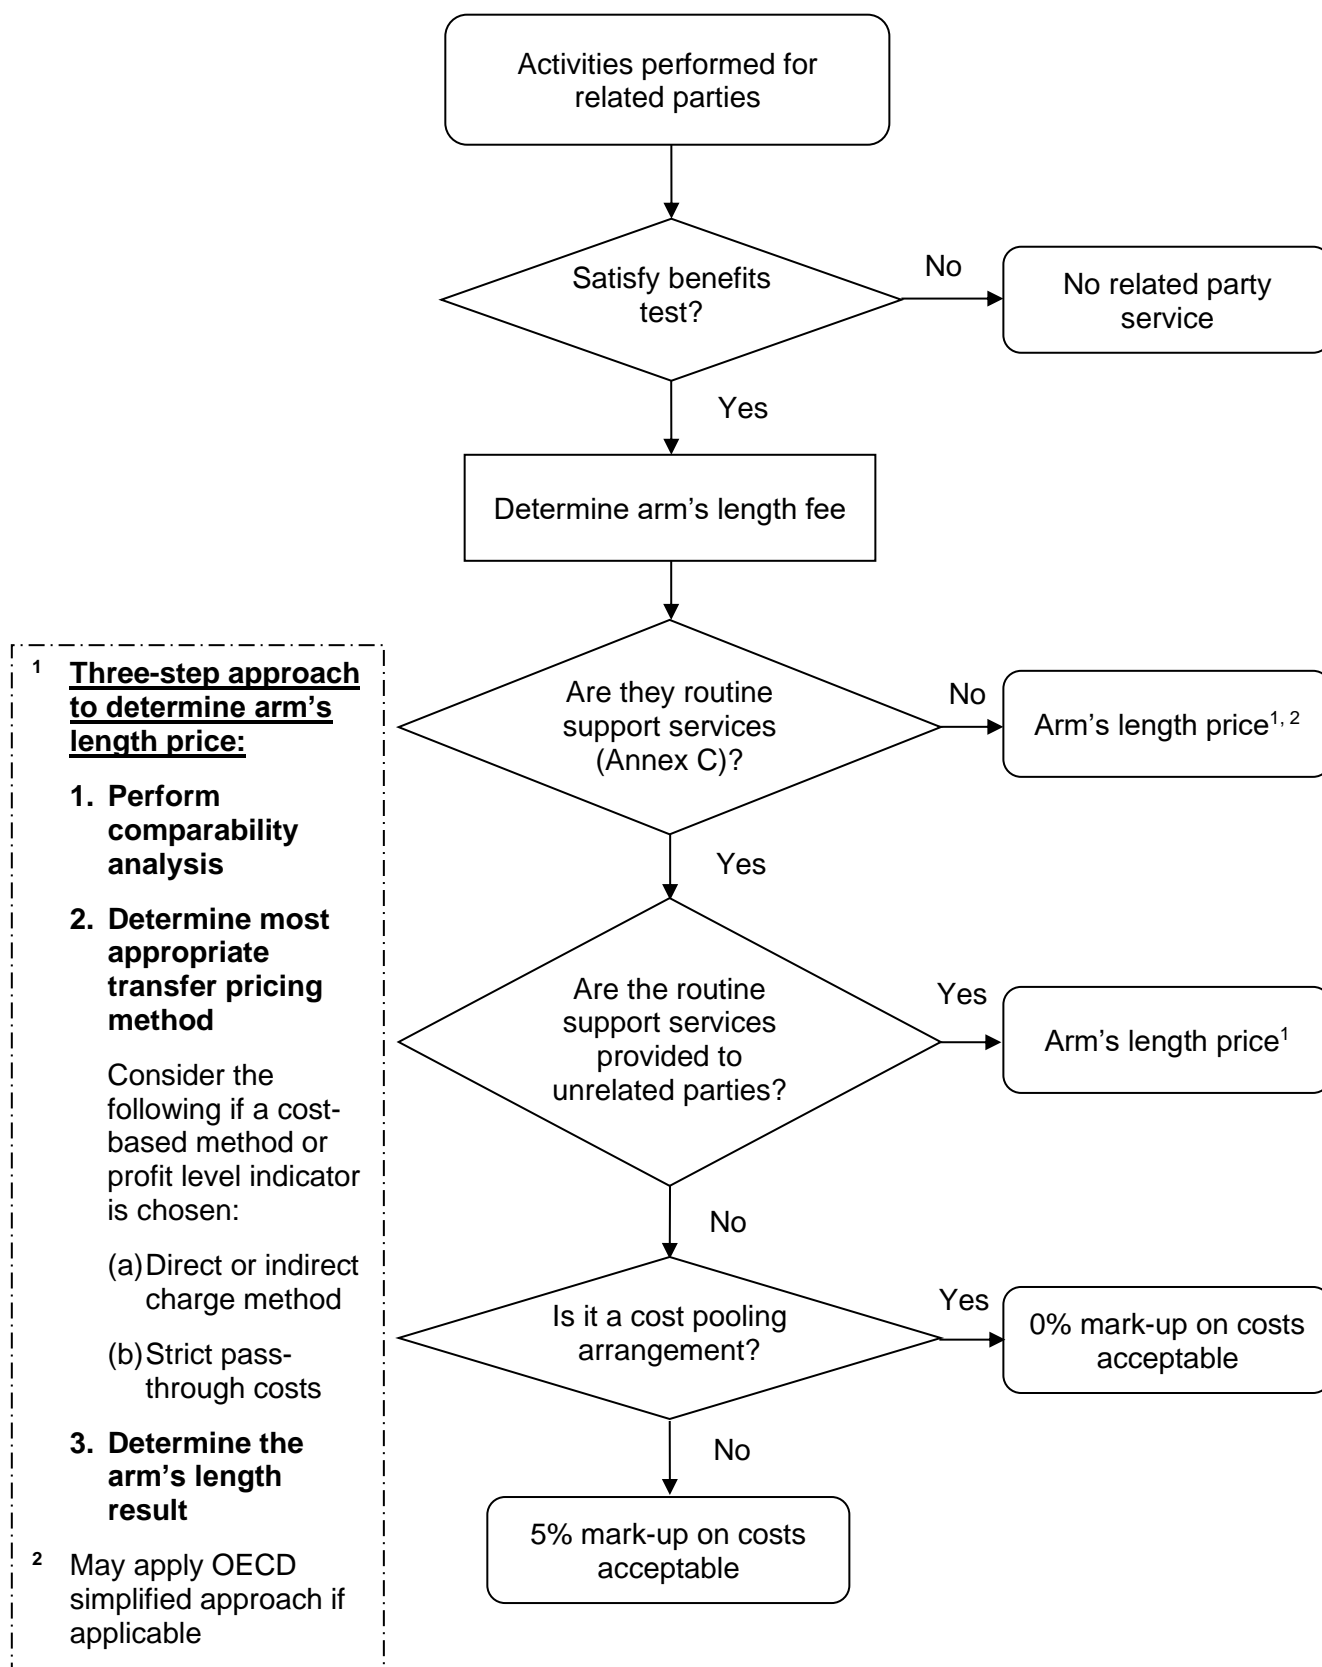 Activities performed for
related parties
Satisfy benefits
test?
No
No related party
service
Yes
Determine arm’s length fee
Are they routine
support services
(Annex C)?
No
Arm’s length price1, 2
Yes
Are the routine
support services
provided to
unrelated parties?
Yes
Arm’s length price1
No
Is it a cost pooling
arrangement?
Yes
0% mark-up on costs
acceptable
No
5% mark-up on costs
acceptable
1 Three-step approach
to determine arm’s
length price:
1. Perform
comparability
analysis
2. Determine most
appropriate
transfer pricing
method
Consider the
following if a cost-
based method or
profit level indicator
is chosen:
(a) Direct or indirect
charge method
(b) Strict pass-
through costs
3. Determine the
arm’s length
result
2 May apply OECD
simplified approach if
applicable